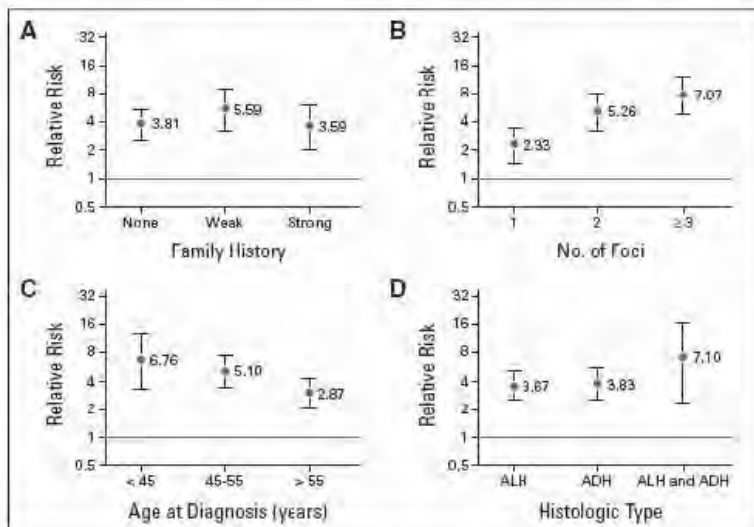 A
Relative Risk
32
16
8
4
2
1
0.5
3.81
5.59
3.59
None Weak Strong
Family History
B
Relative Risk
32
16
8
4
2
1
0.5
2.33
5.26
1 2 ≥3
No. of Foci
C
Relative Risk
32
16
8
4
2
1
0.5
6.76
5.10
2.87
< 45 45-55 > 55
Age at Diagnosis (years)
D
Relative Risk
32
16
8
4
2
1
0.5
3.67
3.83
7.10
ALH ADH ALH and ADH
Histologic Type